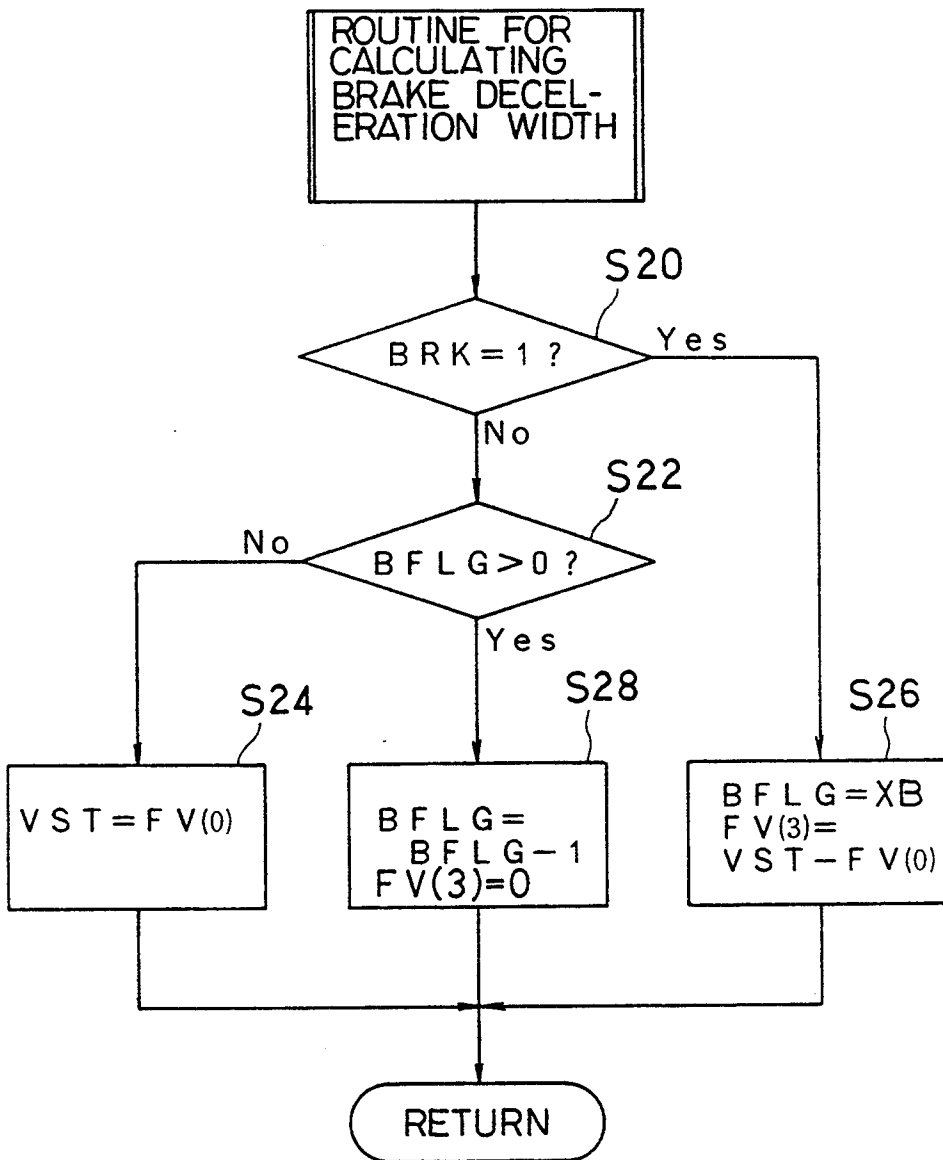 ROUTINE FOR
CALCULATING
BRAKE DECEL-
ERATION WIDTH
S20
BRK=1?
Yes
No
S22
BFLG>0?
No
Yes
S24
VST=FV(0)
S28
BFLG=
BFLG-1
FV(3)=0
S26
BFLG=XB
FV(3)=
VST-FV(0)
RETURN